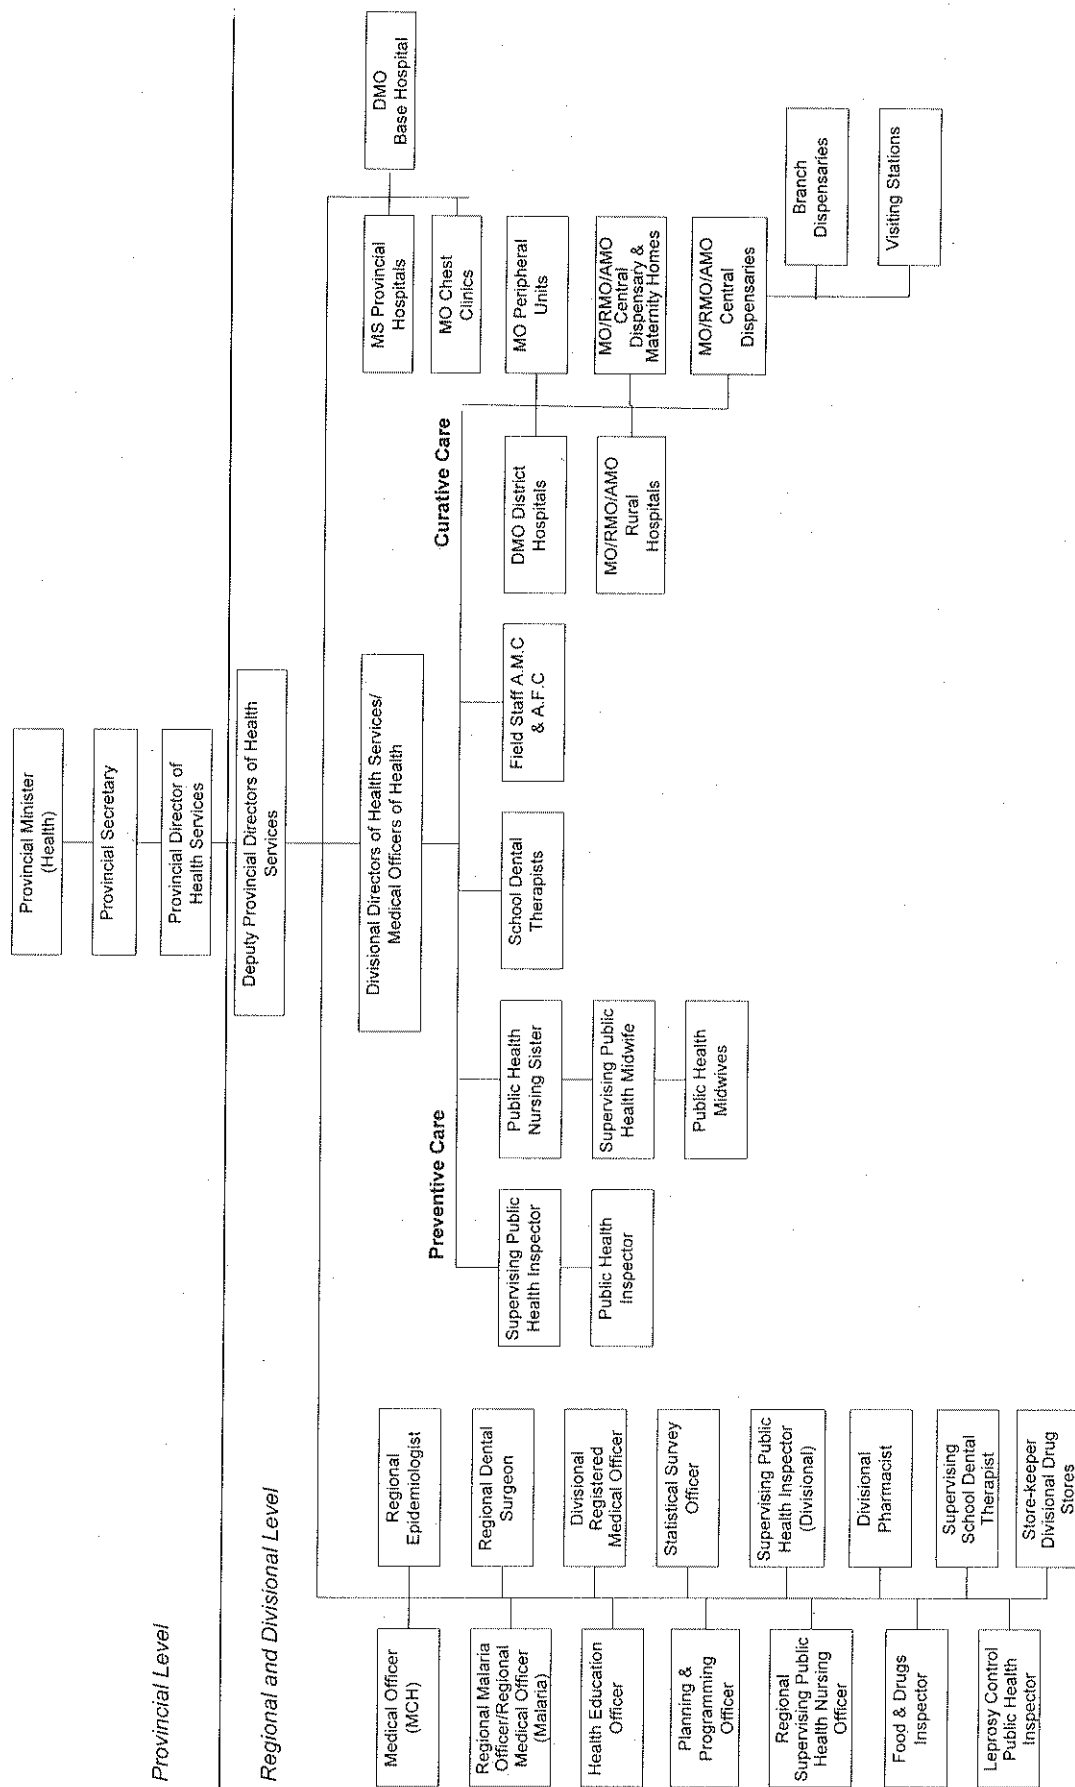 Provincial Level
Provincial Minister
(Health)
Provincial Secretary
Provincial Director of
Health Services
Regional and Divisional Level
Deputy Provincial Directors of Health
Services
Medical Officer
(MCH)
Regional
Epidemiologist
Regional Malaria
Officer/Regional
Medical Officer
(Malaria)
Regional Dental
Surgeon
Health Education
Officer
Divisional
Registered
Medical Officer
Planning &
Programming
Officer
Statistical Survey
Officer
Regional
Supervising Public
Health Nursing
Officer
Supervising Public
Health Inspector
(Divisional)
Food & Drugs
Inspector
Divisional
Pharmacist
Leprosy Control
Public Health
Inspector
Supervising
School Dental
Therapist
Store-keeper
Divisional Drug
Stores
Divisional Directors of Health Services/
Medical Officers of Health
Preventive Care
Supervising Public
Health Inspector
Public Health
Inspector
Public Health
Nursing Sister
Supervising Public
Health Midwife
Public Health
Midwives
School Dental
Therapists
Field Staff A.M.C
& A.F.C
Curative Care
DMO District
Hospitals
MO Peripheral
Units
MO/RMO/AMO
Rural
Hospitals
MO/RMO/AMO
Central
Dispensary &
Maternity Homes
MO/RMO/AMO
Central
Dispensaries
Branch
Dispensaries
Visiting Stations
MS Provincial
Hospitals
DMO
Base Hospital
MO Chest
Clinics